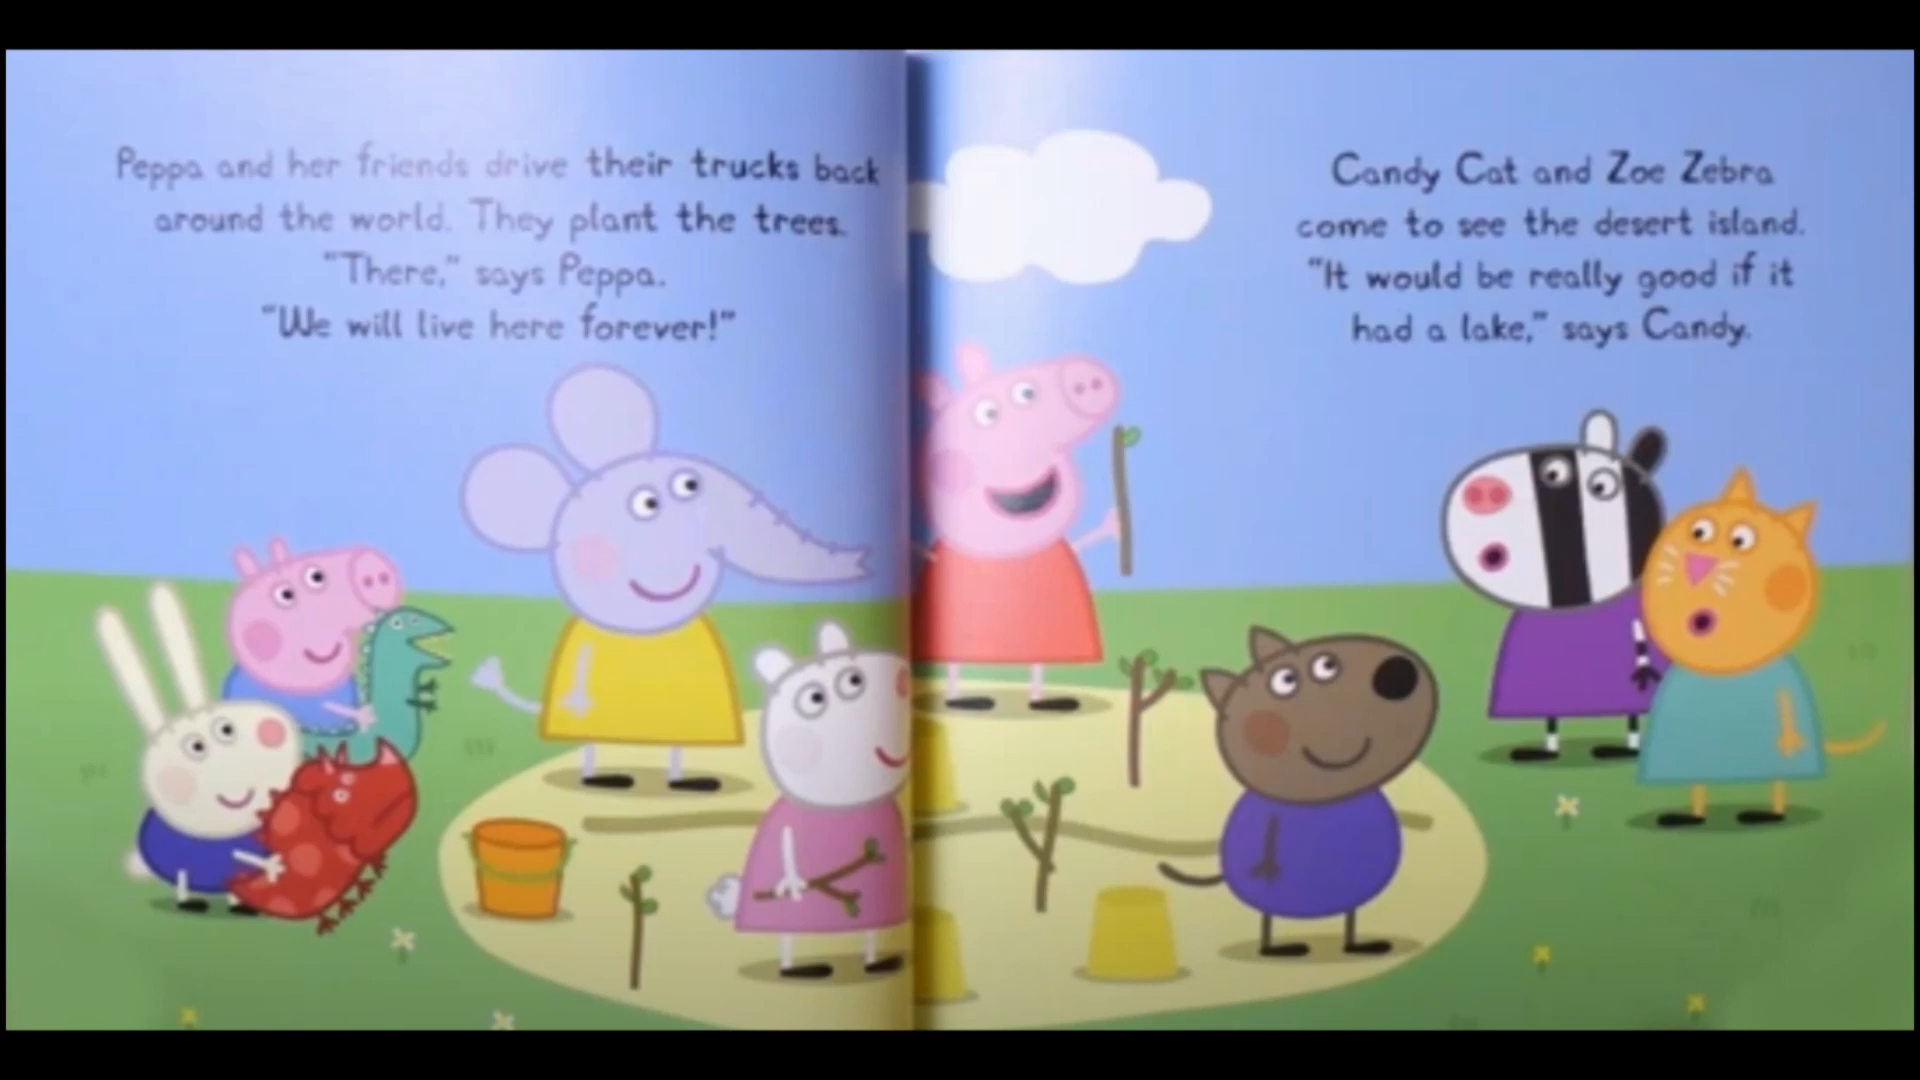 Peppa and her friends drive their trucks back
around the world. They plant the trees.
"There," says Peppa.
"We will live here forever!"
Candy Cat and Zoe Zebra
come to see the desert island.
"It would be really good if it
had a lake," says Candy.